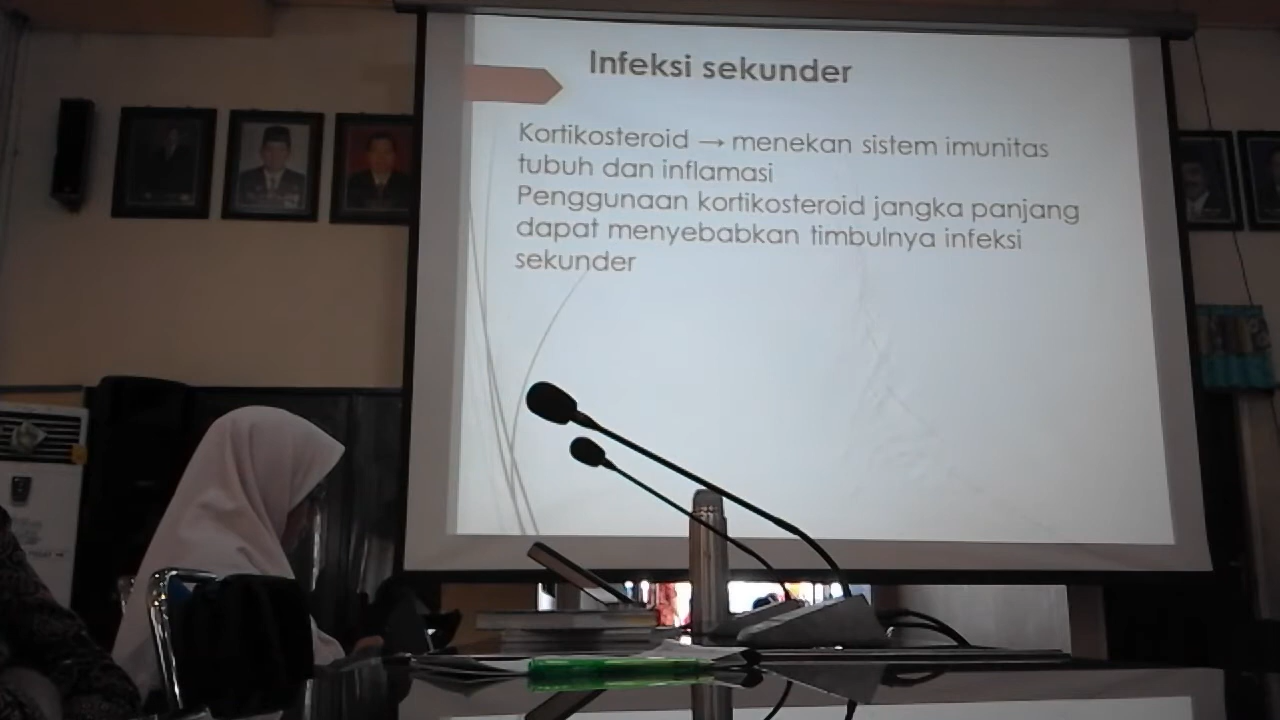 Infeksi sekunder
Kortikosteroid → menekan sistem imunitas
tubuh dan inflamasi
Penggunaan kortikosteroid jangka panjang
dapat menyebabkan timbulnya infeksi
sekunder